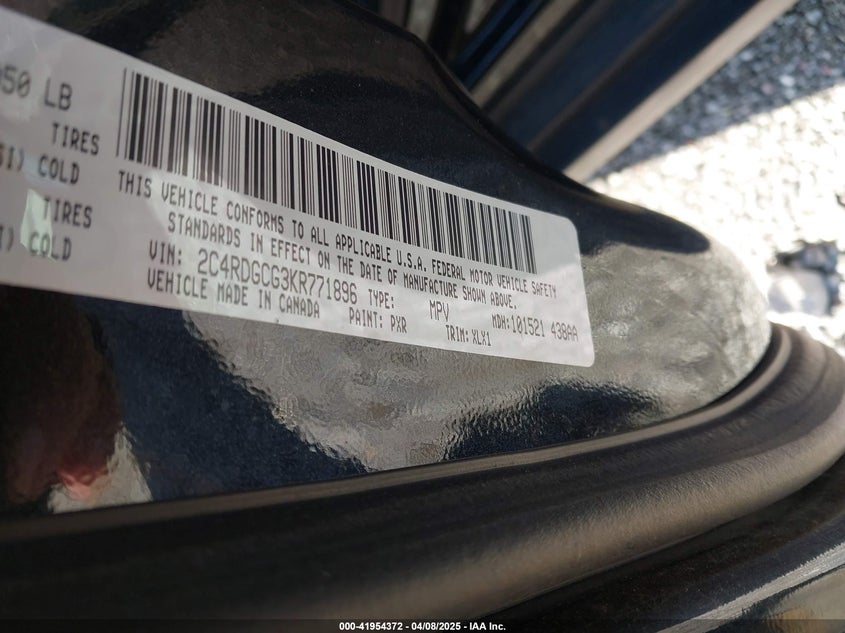 050 LB
TIRES
COLD
TIRES
COLD
THIS VEHICLE CONFORMS TO ALL APPLICABLE U.S.A. FEDERAL MOTOR VEHICLE SAFETY
STANDARDS IN EFFECT ON THE DATE OF MANUFACTURE SHOWN ABOVE.
VIN: 2C4RDGCG3KR771896 TYPE: MPV MDH:101521 438AA
VEHICLE MADE IN CANADA PAINT: PXR TRIM:XLX1
000-41954372 | 04/08/2025 - IAA Inc.